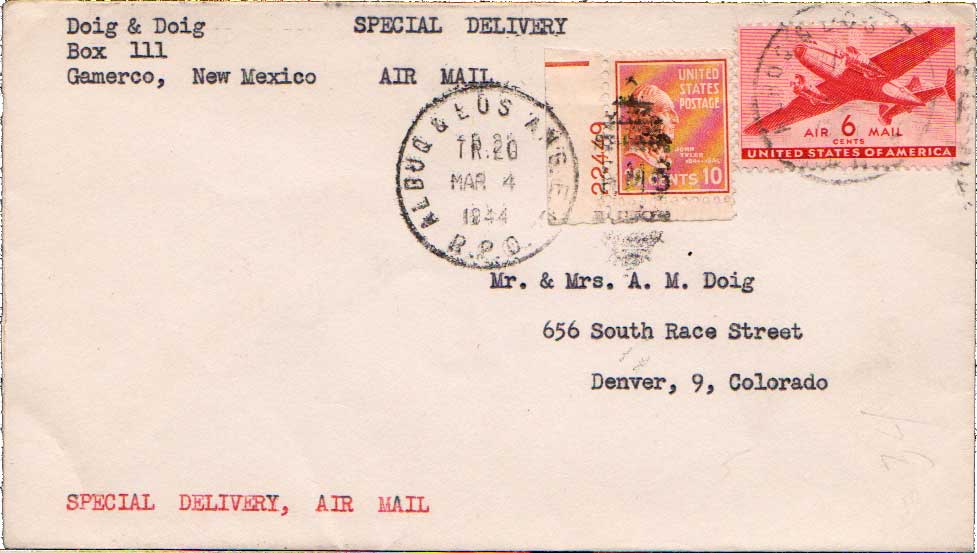 Doig & Doig SPECIAL DELIVERY
Box 111
Gamerco, New Mexico AIR MAIL
ALBUQ & LOS ANGE
TR.20
MAR 4
1944
R.P.O.
22449
UNITED
STATES
POSTAGE
JOHN
TYLER
CENTS 10
AIR 6 MAIL
CENTS
UNITED STATES OF AMERICA
Mr. & Mrs. A. M. Doig
656 South Race Street
Denver, 9, Colorado
SPECIAL DELIVERY, AIR MAIL